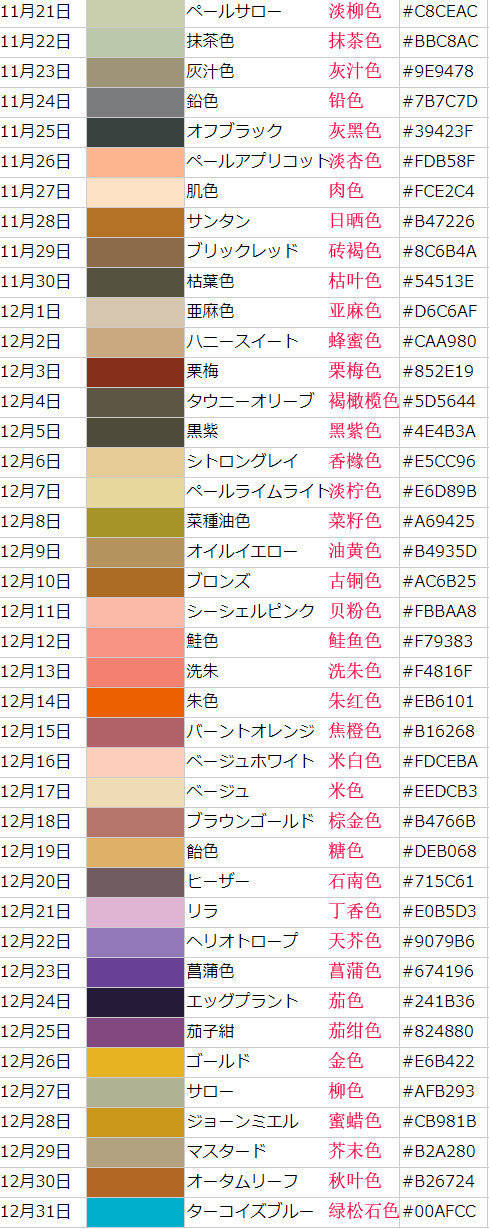 11月21日 ペールサロー 淡柳色 #C8CEAC
11月22日 抹茶色 抹茶色 #BBC8AC
11月23日 灰汁色 灰汁色 #9E9478
11月24日 鉛色 铅色 #7B7C7D
11月25日 オフブラック 灰黑色 #39423F
11月26日 ペールアプリコット 淡杏色 #FDB58F
11月27日 肌色 肉色 #FCE2C4
11月28日 サンタン 日晒色 #B47226
11月29日 ブリックレッド 砖褐色 #8C6B4A
11月30日 枯葉色 枯叶色 #54513E
12月1日 亜麻色 亚麻色 #D6C6AF
12月2日 ハニースイート 蜂蜜色 #CAA980
12月3日 栗梅 栗梅色 #852E19
12月4日 タウニーオリーブ 褐橄榄色 #5D5644
12月5日 黒紫 黑紫色 #4E4B3A
12月6日 シトロングレイ 香橼色 #E5CC96
12月7日 ペールライムライト 淡柠色 #E6D89B
12月8日 菜種油色 菜籽色 #A69425
12月9日 オイルイエロー 油黄色 #B4935D
12月10日 ブロンズ 古铜色 #AC6B25
12月11日 シーシェルピンク 贝粉色 #FBBAA8
12月12日 鮭色 鲑鱼色 #F79383
12月13日 洗朱 洗朱色 #F4816F
12月14日 朱色 朱红色 #EB6101
12月15日 バーントオレンジ 焦橙色 #B16268
12月16日 ベージュホワイト 米白色 #FDCEBA
12月17日 ベージュ 米色 #EEDCB3
12月18日 ブラウンゴールド 棕金色 #B4766B
12月19日 飴色 糖色 #DEB068
12月20日 ヒーザー 石南色 #715C61
12月21日 リラ 丁香色 #E0B5D3
12月22日 ヘリオトロープ 天芥色 #9079B6
12月23日 菖蒲色 菖蒲色 #674196
12月24日 エッグプラント 茄色 #241B36
12月25日 茄子紺 茄绀色 #824880
12月26日 ゴールド 金色 #E6B422
12月27日 サロー 柳色 #AFB293
12月28日 ジョーンミエル 蜜蜡色 #CB981B
12月29日 マスタード 芥末色 #B2A280
12月30日 オータムリーフ 秋叶色 #B26724
12月31日 ターコイズブルー 绿松石色 #00AFCC